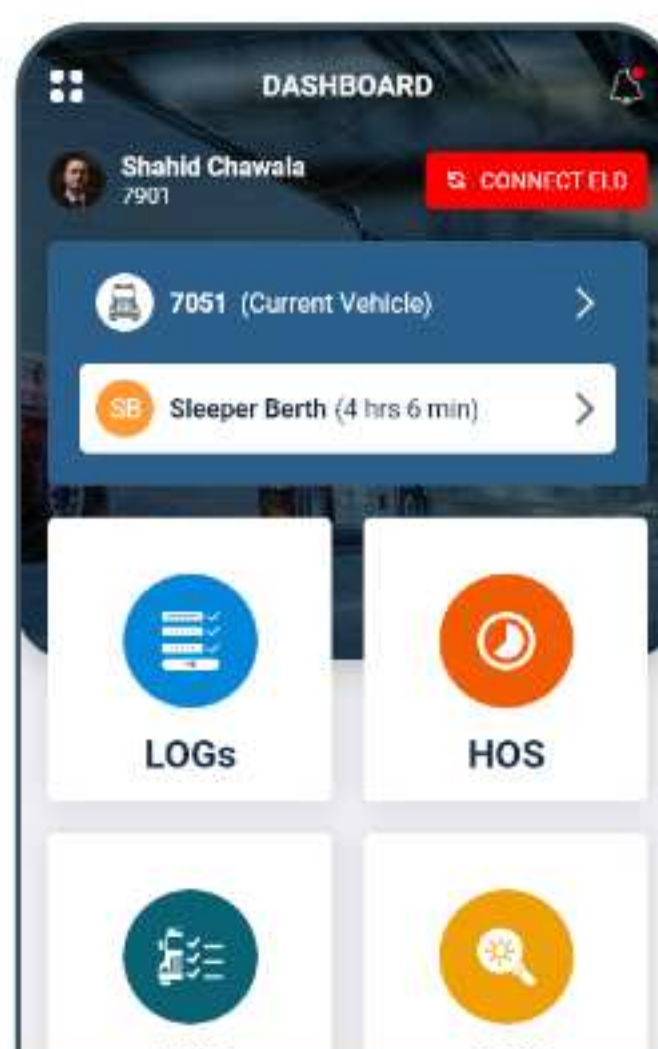 DASHBOARD
Shahid Chawala
7901
CONNECT ELD
7051 (Current Vehicle)
SB Sleeper Berth (4 hrs 6 min)
LOGs
HOS